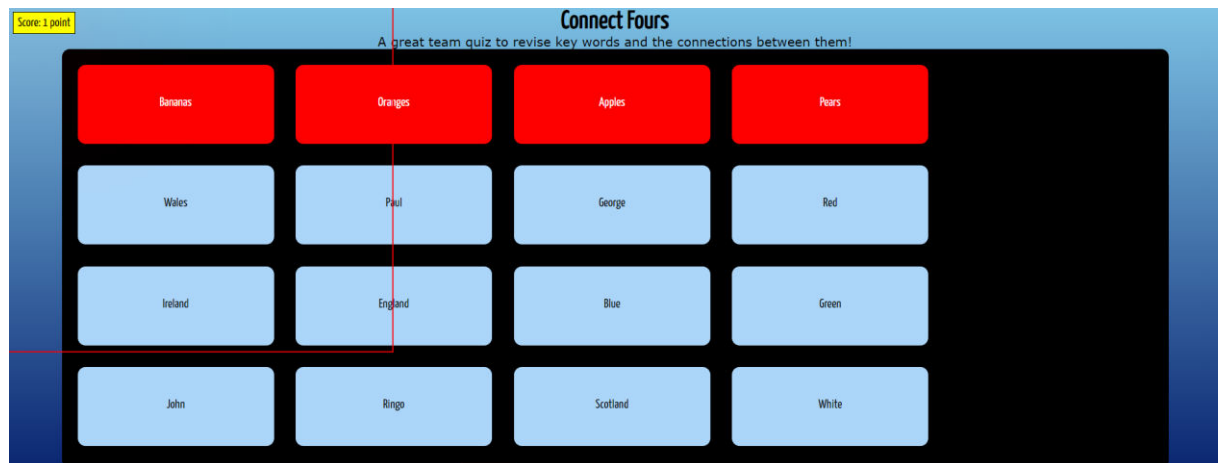 Score: 1 point
Connect Fours
A great team quiz to revise key words and the connections between them!
Bananas Oranges Apples Pears
Wales Paul George Red
Ireland England Blue Green
John Ringo Scotland White